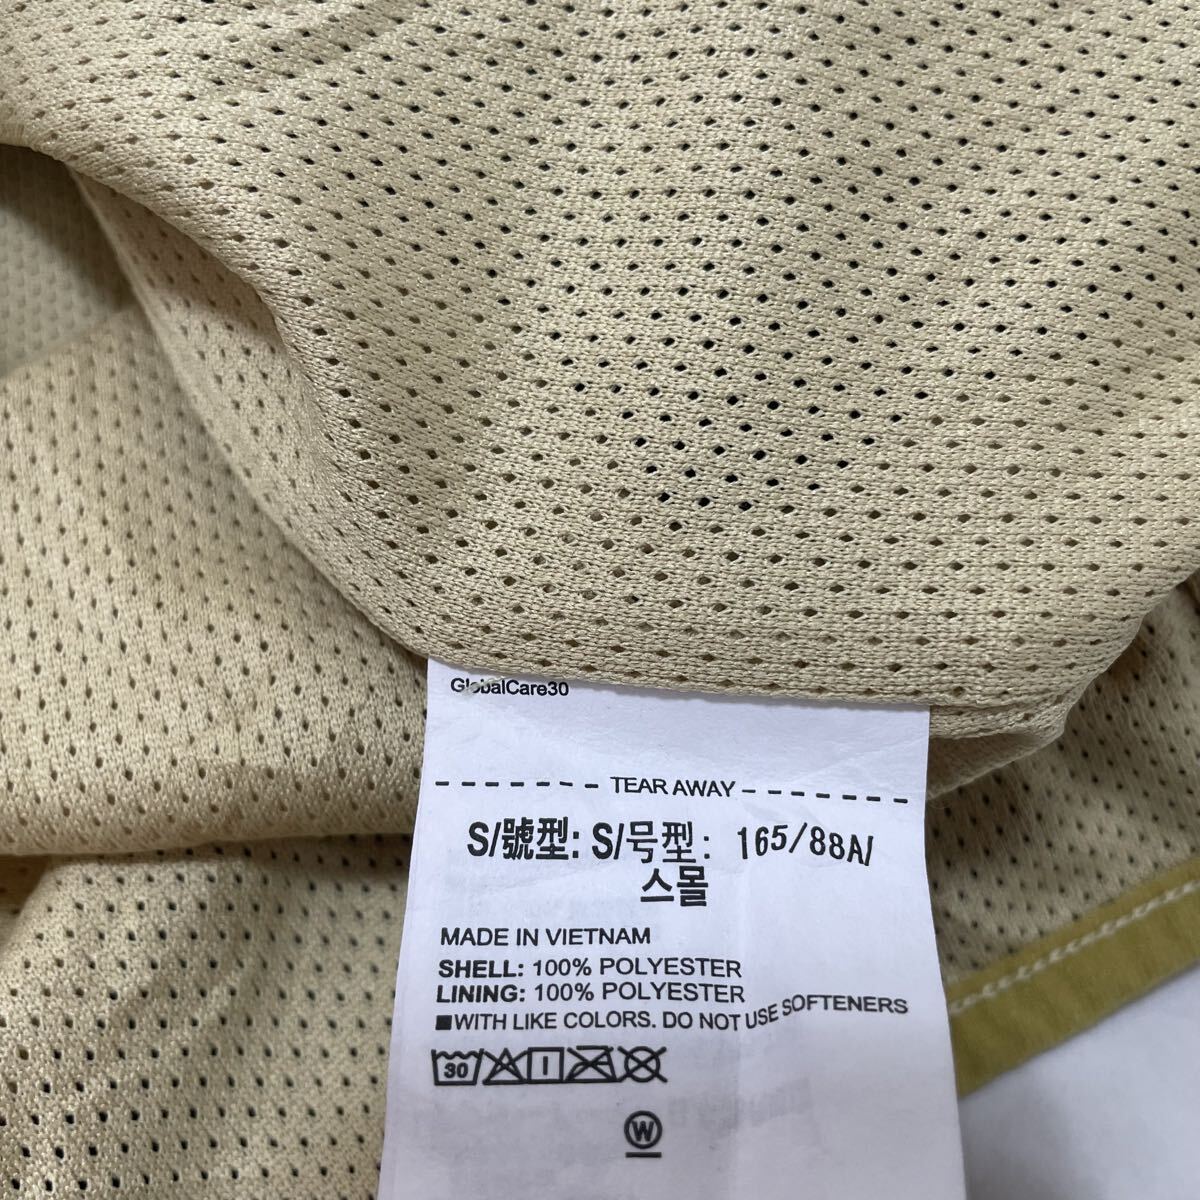 GlobalCare30
TEAR AWAY
S/號型: S/号型: 165/88A/
스몰
MADE IN VIETNAM
SHELL: 100% POLYESTER
LINING: 100% POLYESTER
■WITH LIKE COLORS. DO NOT USE SOFTENERS
30
W